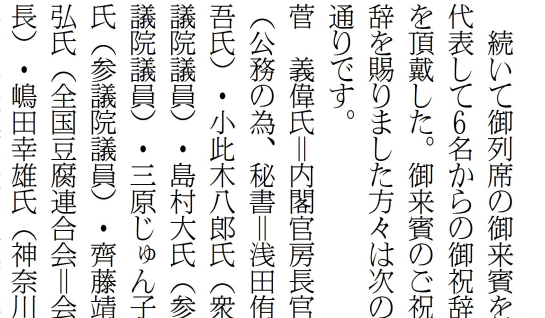 続いて御列席の御来賓を
代表して6名からの御祝辞
を頂戴した。御来賓のご祝
辞を賜りました方々は次の
通りです。
菅　義偉氏＝内閣官房長官
（公務の為、秘書＝浅田侑
吾氏）・小此木八郎氏（衆
議院議員）・島村大氏（参
議院議員）・三原じゅん子
氏（参議院議員）・齊藤靖
弘氏（全国豆腐連合会＝会
長）・嶋田幸雄氏（神奈川